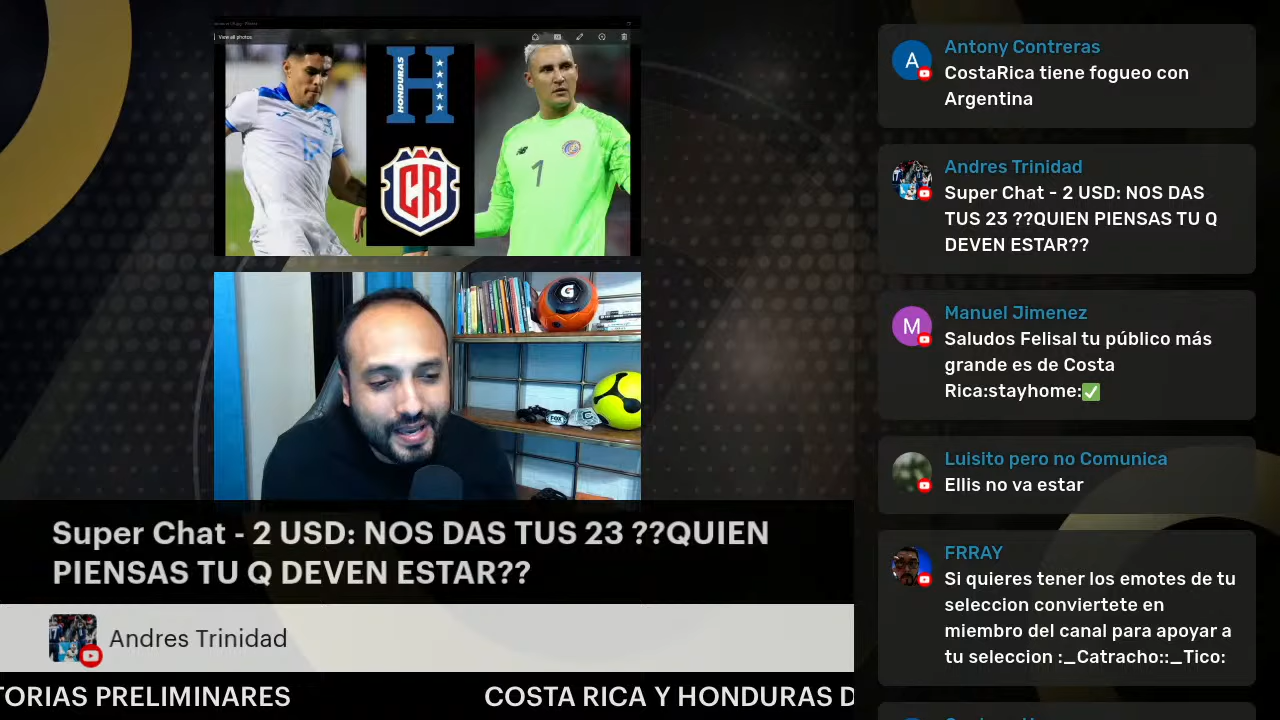 View all photos
HONDURAS
H
CR
1
G
FOX
Super Chat - 2 USD: NOS DAS TUS 23 ??QUIEN
PIENSAS TU Q DEVEN ESTAR??
Andres Trinidad
TORIAS PRELIMINARES
COSTA RICA Y HONDURAS D
A
Antony Contreras
CostaRica tiene fogueo con
Argentina
Andres Trinidad
Super Chat - 2 USD: NOS DAS
TUS 23 ??QUIEN PIENSAS TU Q
DEVEN ESTAR??
M
Manuel Jimenez
Saludos Felisal tu público más
grande es de Costa
Rica:stayhome:✅
Luisito pero no Comunica
Ellis no va estar
FRRAY
Si quieres tener los emotes de tu
seleccion conviertete en
miembro del canal para apoyar a
tu seleccion :_Catracho::_Tico: